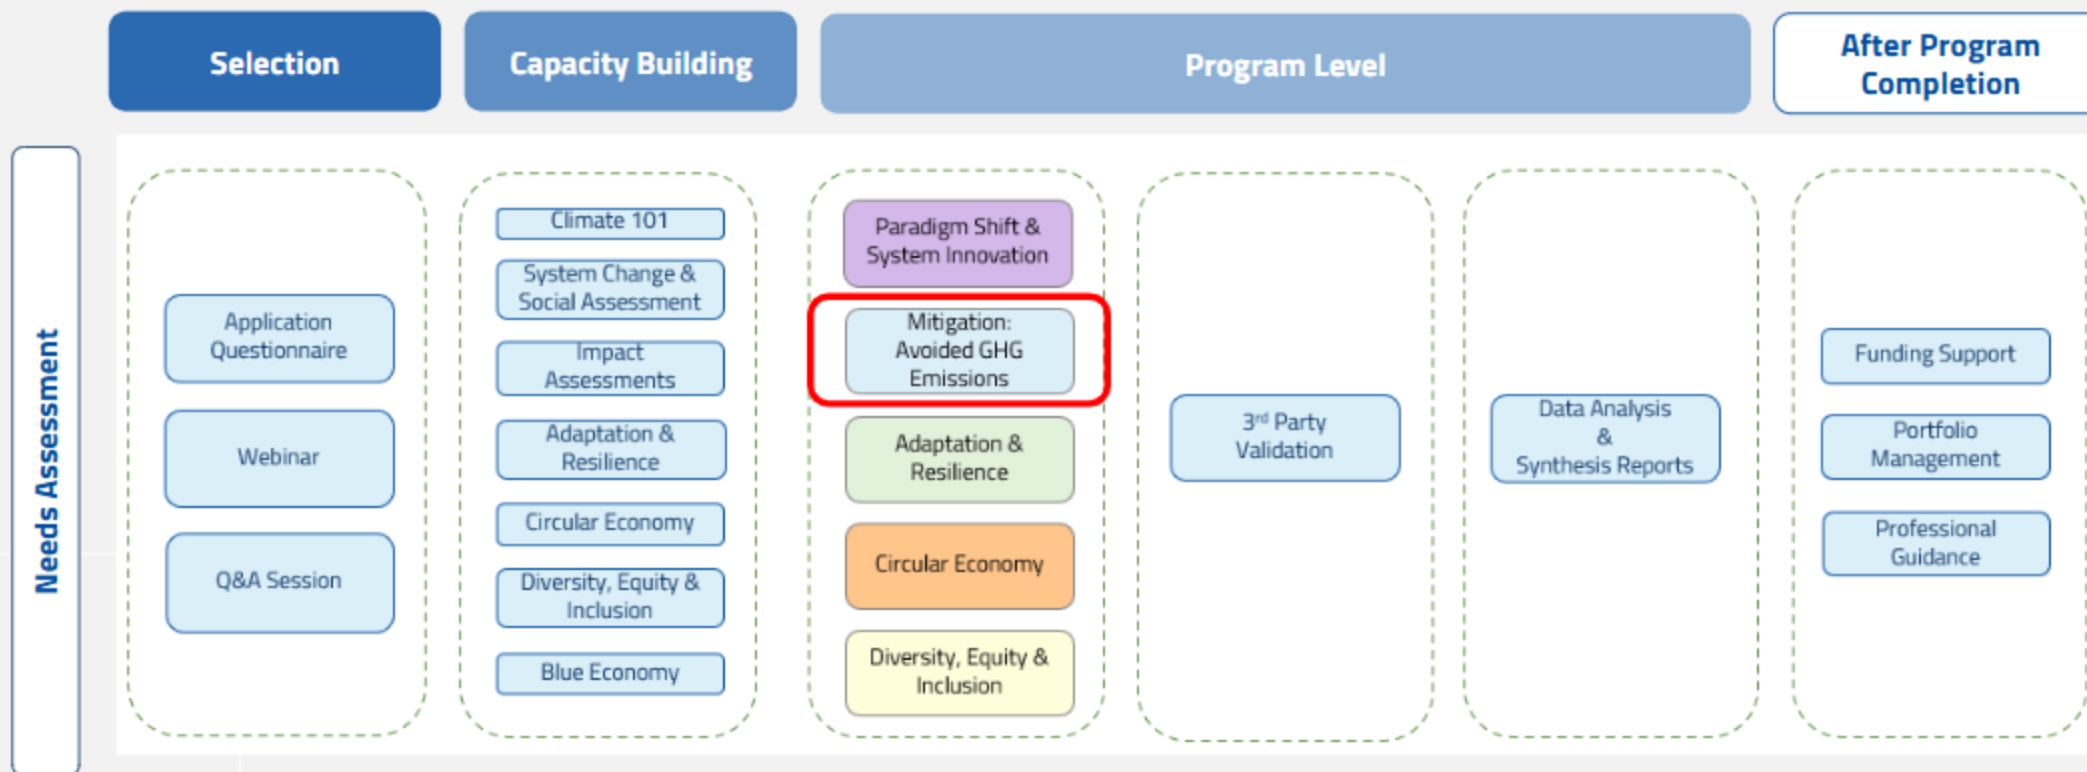 Selection
Capacity Building
Program Level
After Program
Completion
Needs Assessment
Application
Questionnaire
Webinar
Q&A Session
Climate 101
System Change &
Social Assessment
Impact
Assessments
Adaptation &
Resilience
Circular Economy
Diversity, Equity &
Inclusion
Blue Economy
Paradigm Shift &
System Innovation
Mitigation:
Avoided GHG
Emissions
Adaptation &
Resilience
Circular Economy
Diversity, Equity &
Inclusion
3rd Party
Validation
Data Analysis
&
Synthesis Reports
Funding Support
Portfolio
Management
Professional
Guidance